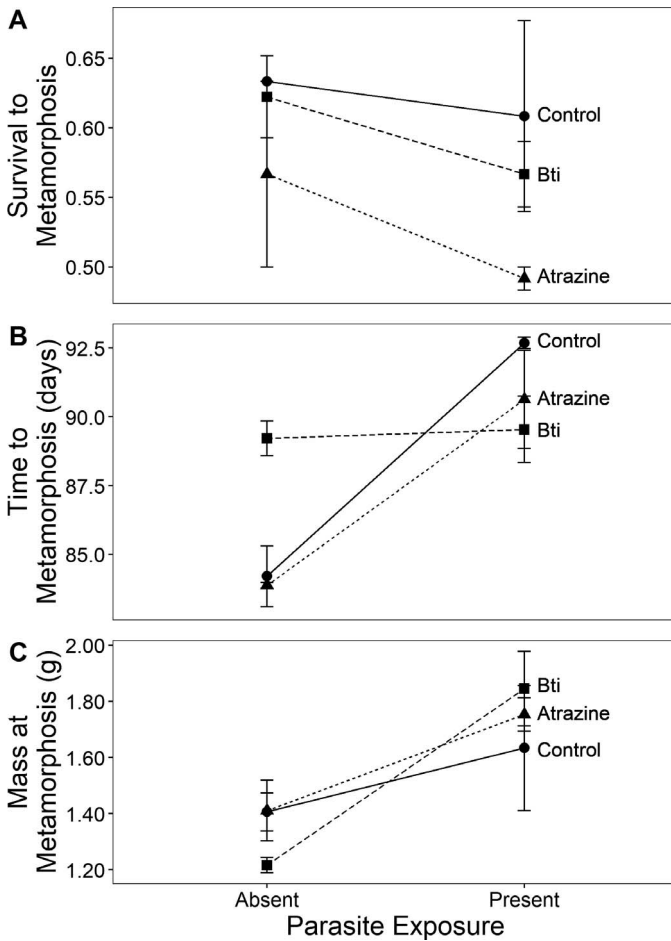 A
Survival to
Metamorphosis
0.65
0.60
0.55
0.50
Control
Bti
Atrazine
B
Time to
Metamorphosis (days)
92.5
90.0
87.5
85.0
Control
Atrazine
Bti
C
Mass at
Metamorphosis (g)
2.00
1.80
1.60
1.40
1.20
Bti
Atrazine
Control
Absent
Present
Parasite Exposure